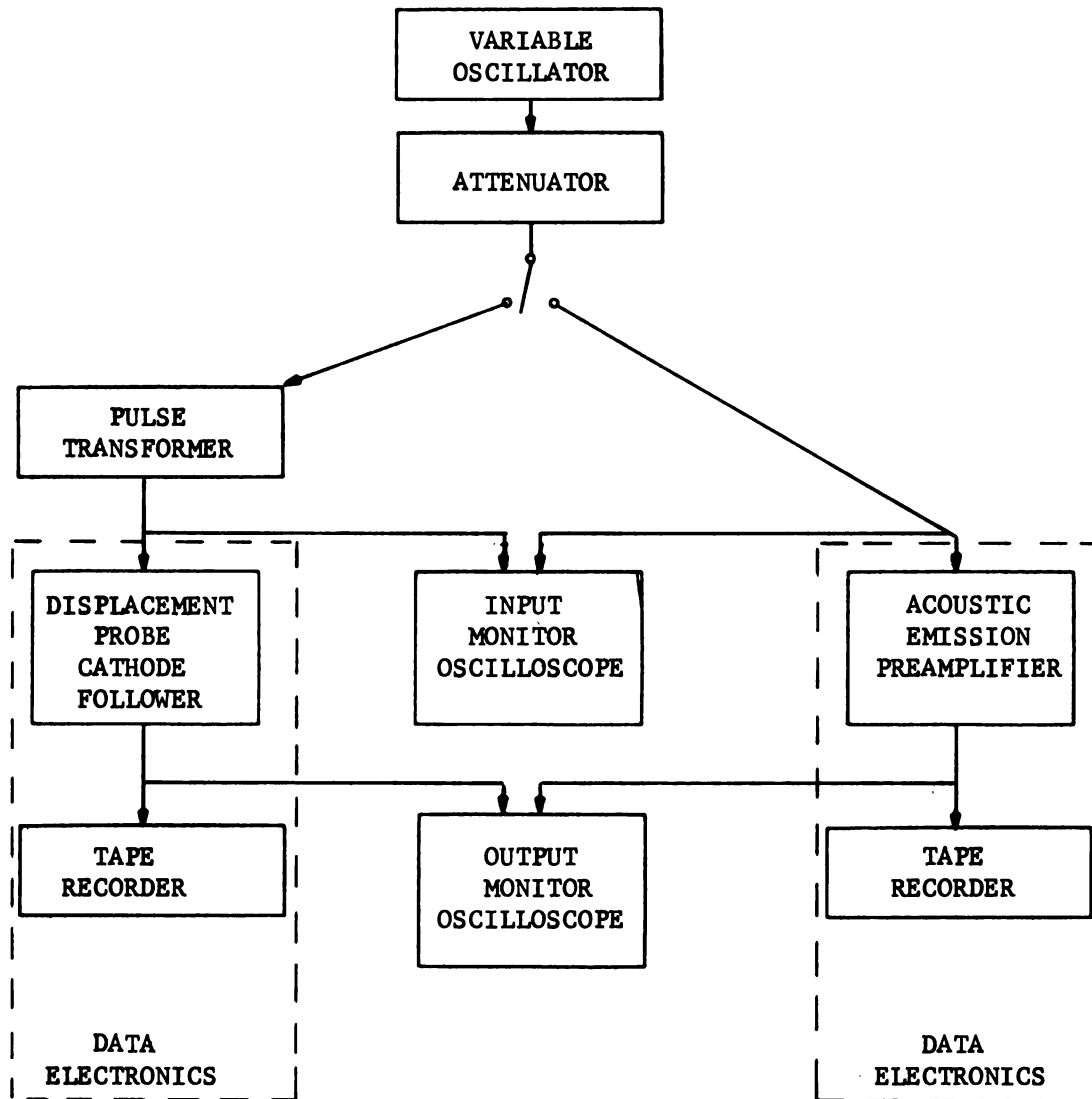 VARIABLE
OSCILLATOR
ATTENUATOR
PULSE
TRANSFORMER
DISPLACEMENT
PROBE
CATHODE
FOLLOWER
INPUT
MONITOR
OSCILLOSCOPE
ACOUSTIC
EMISSION
PREAMPLIFIER
TAPE
RECORDER
OUTPUT
MONITOR
OSCILLOSCOPE
TAPE
RECORDER
DATA
ELECTRONICS
DATA
ELECTRONICS